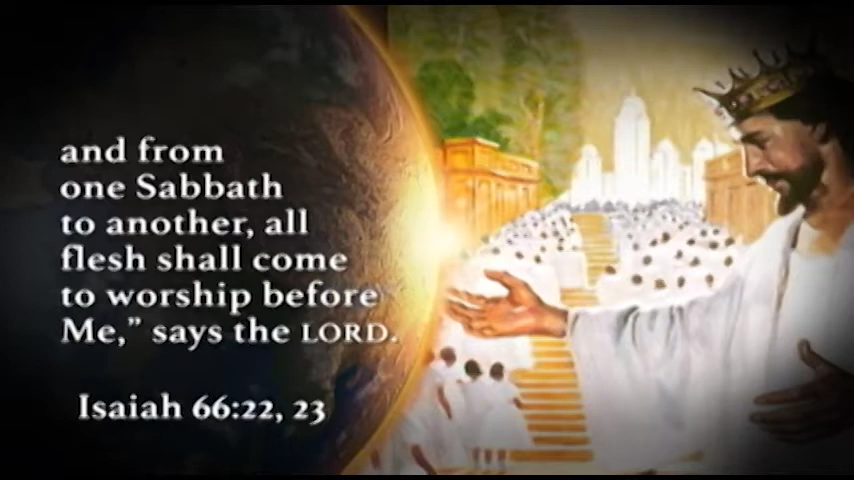 and from
one Sabbath
to another, all
flesh shall come
to worship before
Me,” says the LORD.
Isaiah 66:22, 23